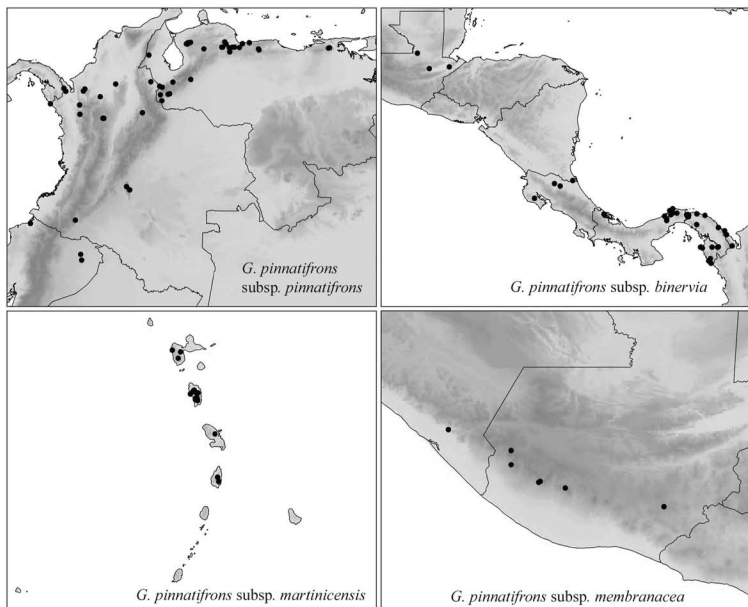 G. pinnatifrons
subsp. pinnatifrons
G. pinnatifrons subsp. binervia
G. pinnatifrons subsp. martinicensis
G. pinnatifrons subsp. membranacea